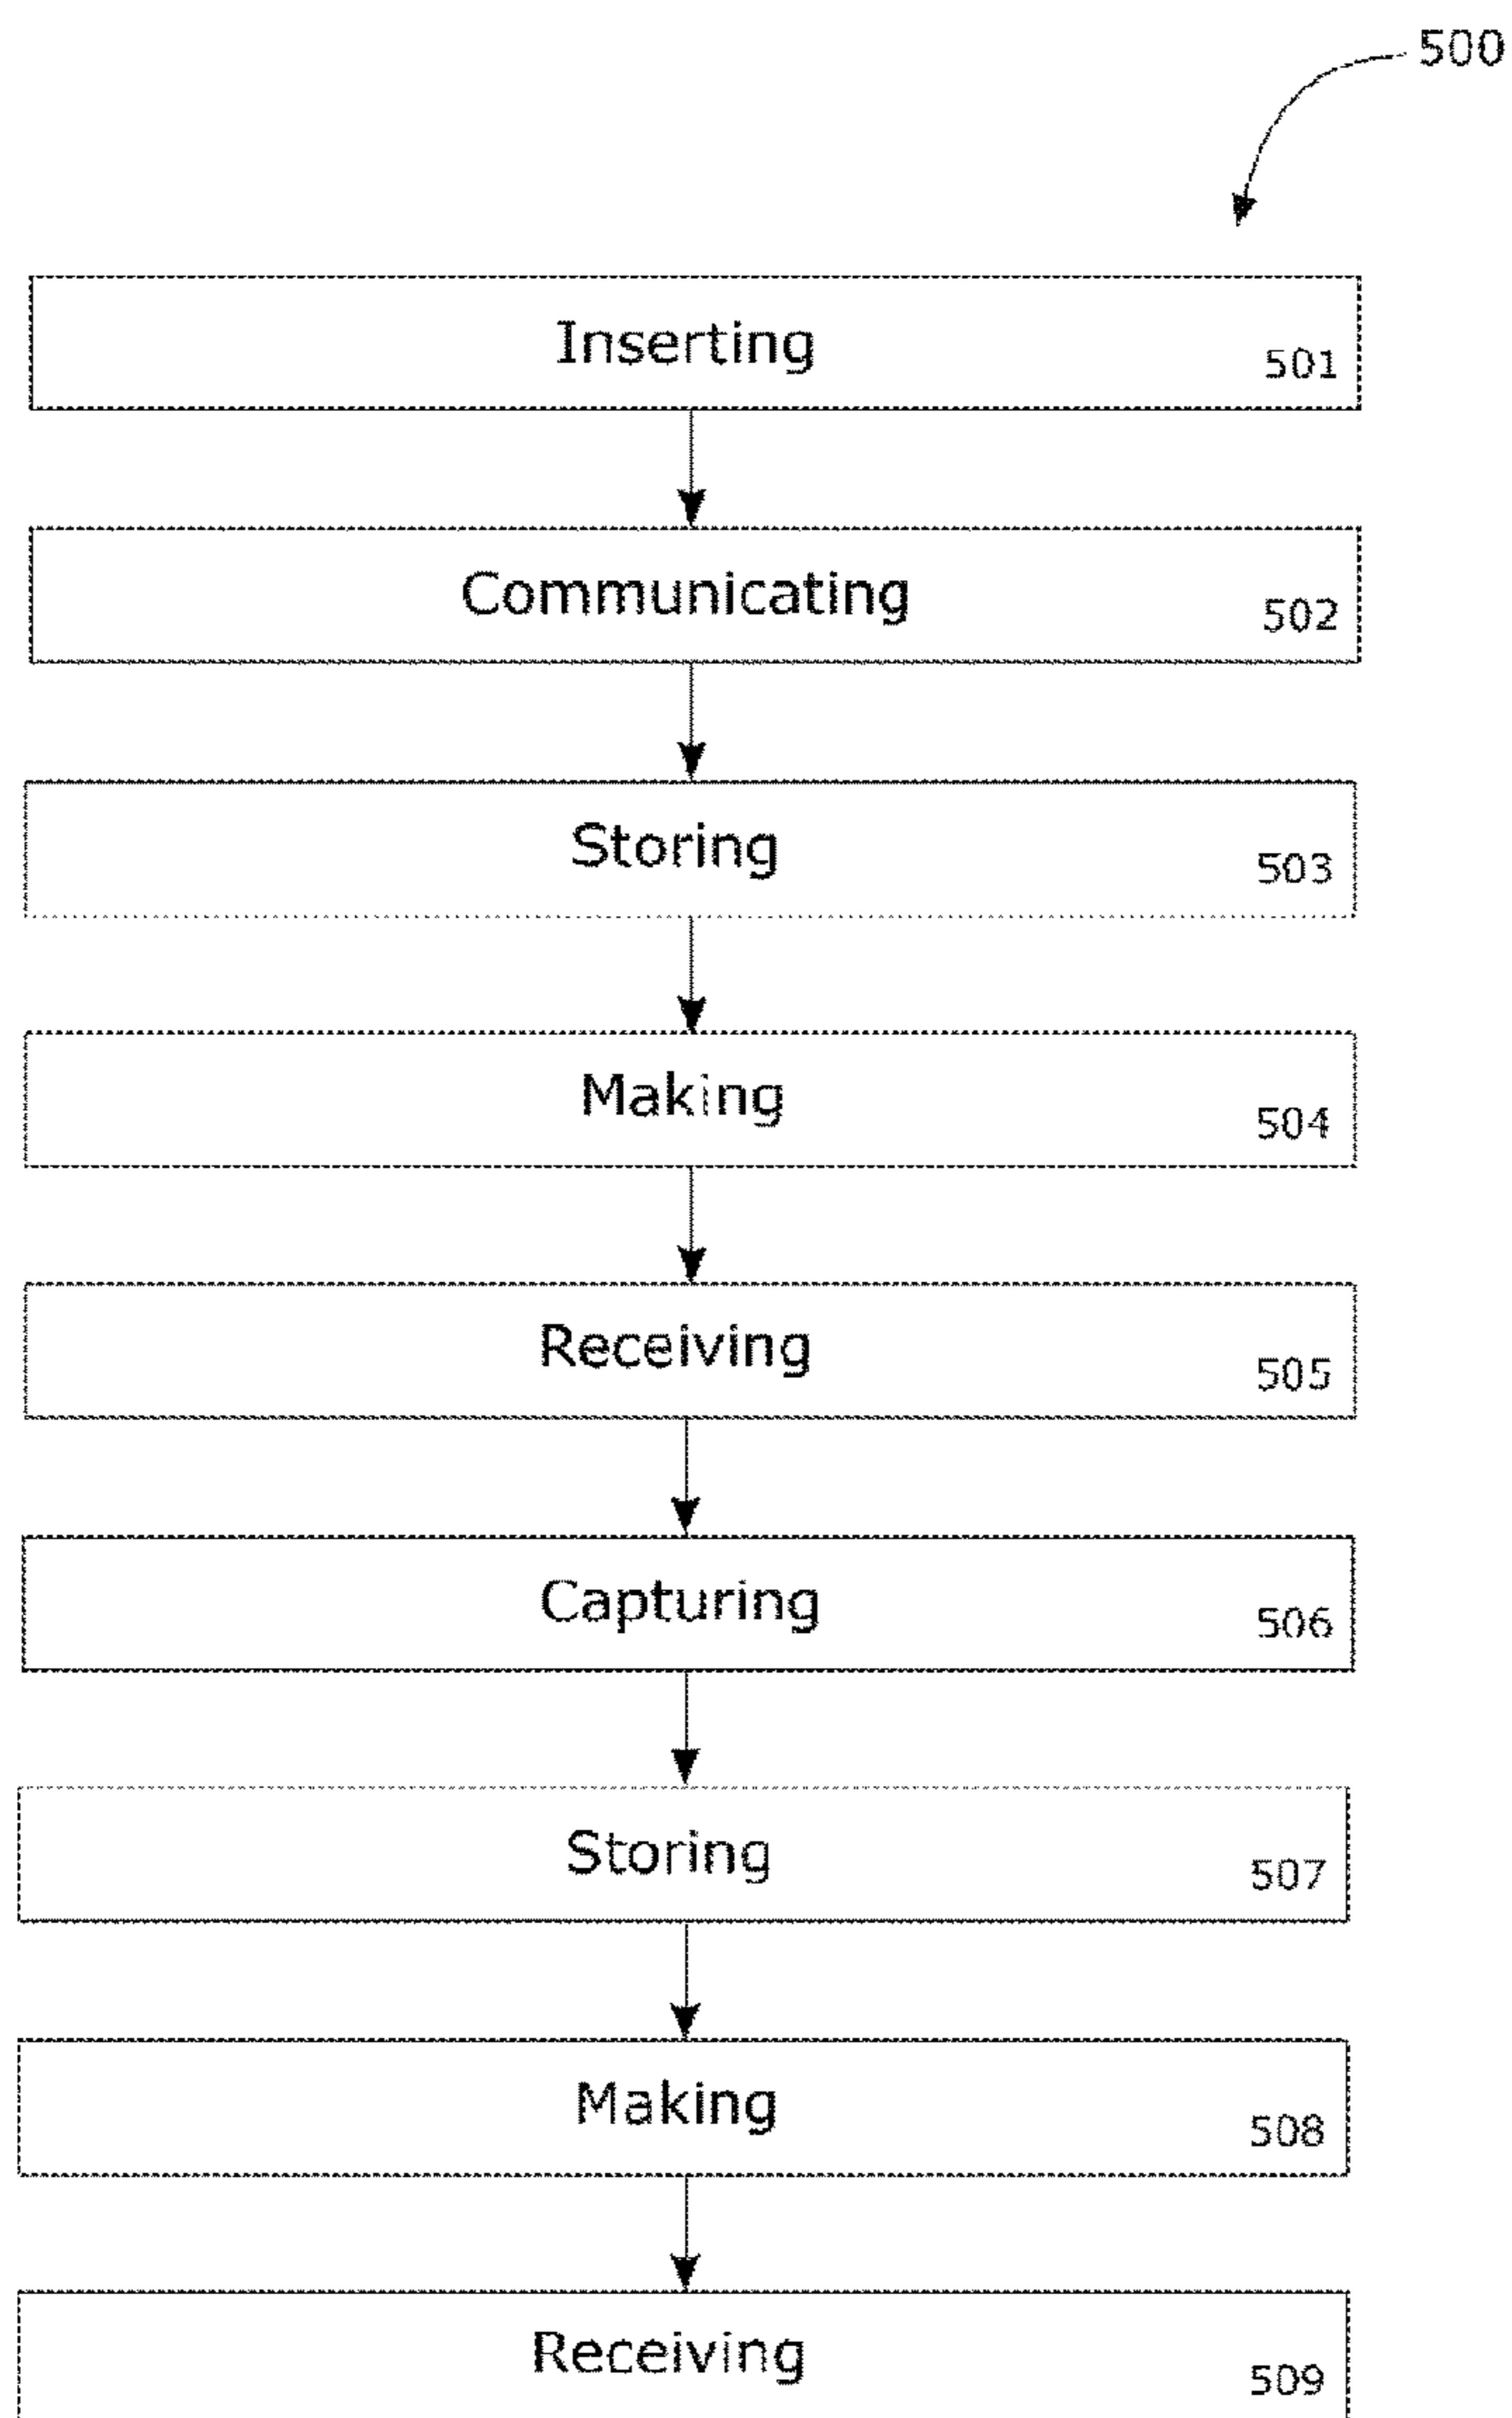 500
Inserting 501
Communicating 502
Storing 503
Making 504
Receiving 505
Capturing 506
Storing 507
Making 508
Receiving 509